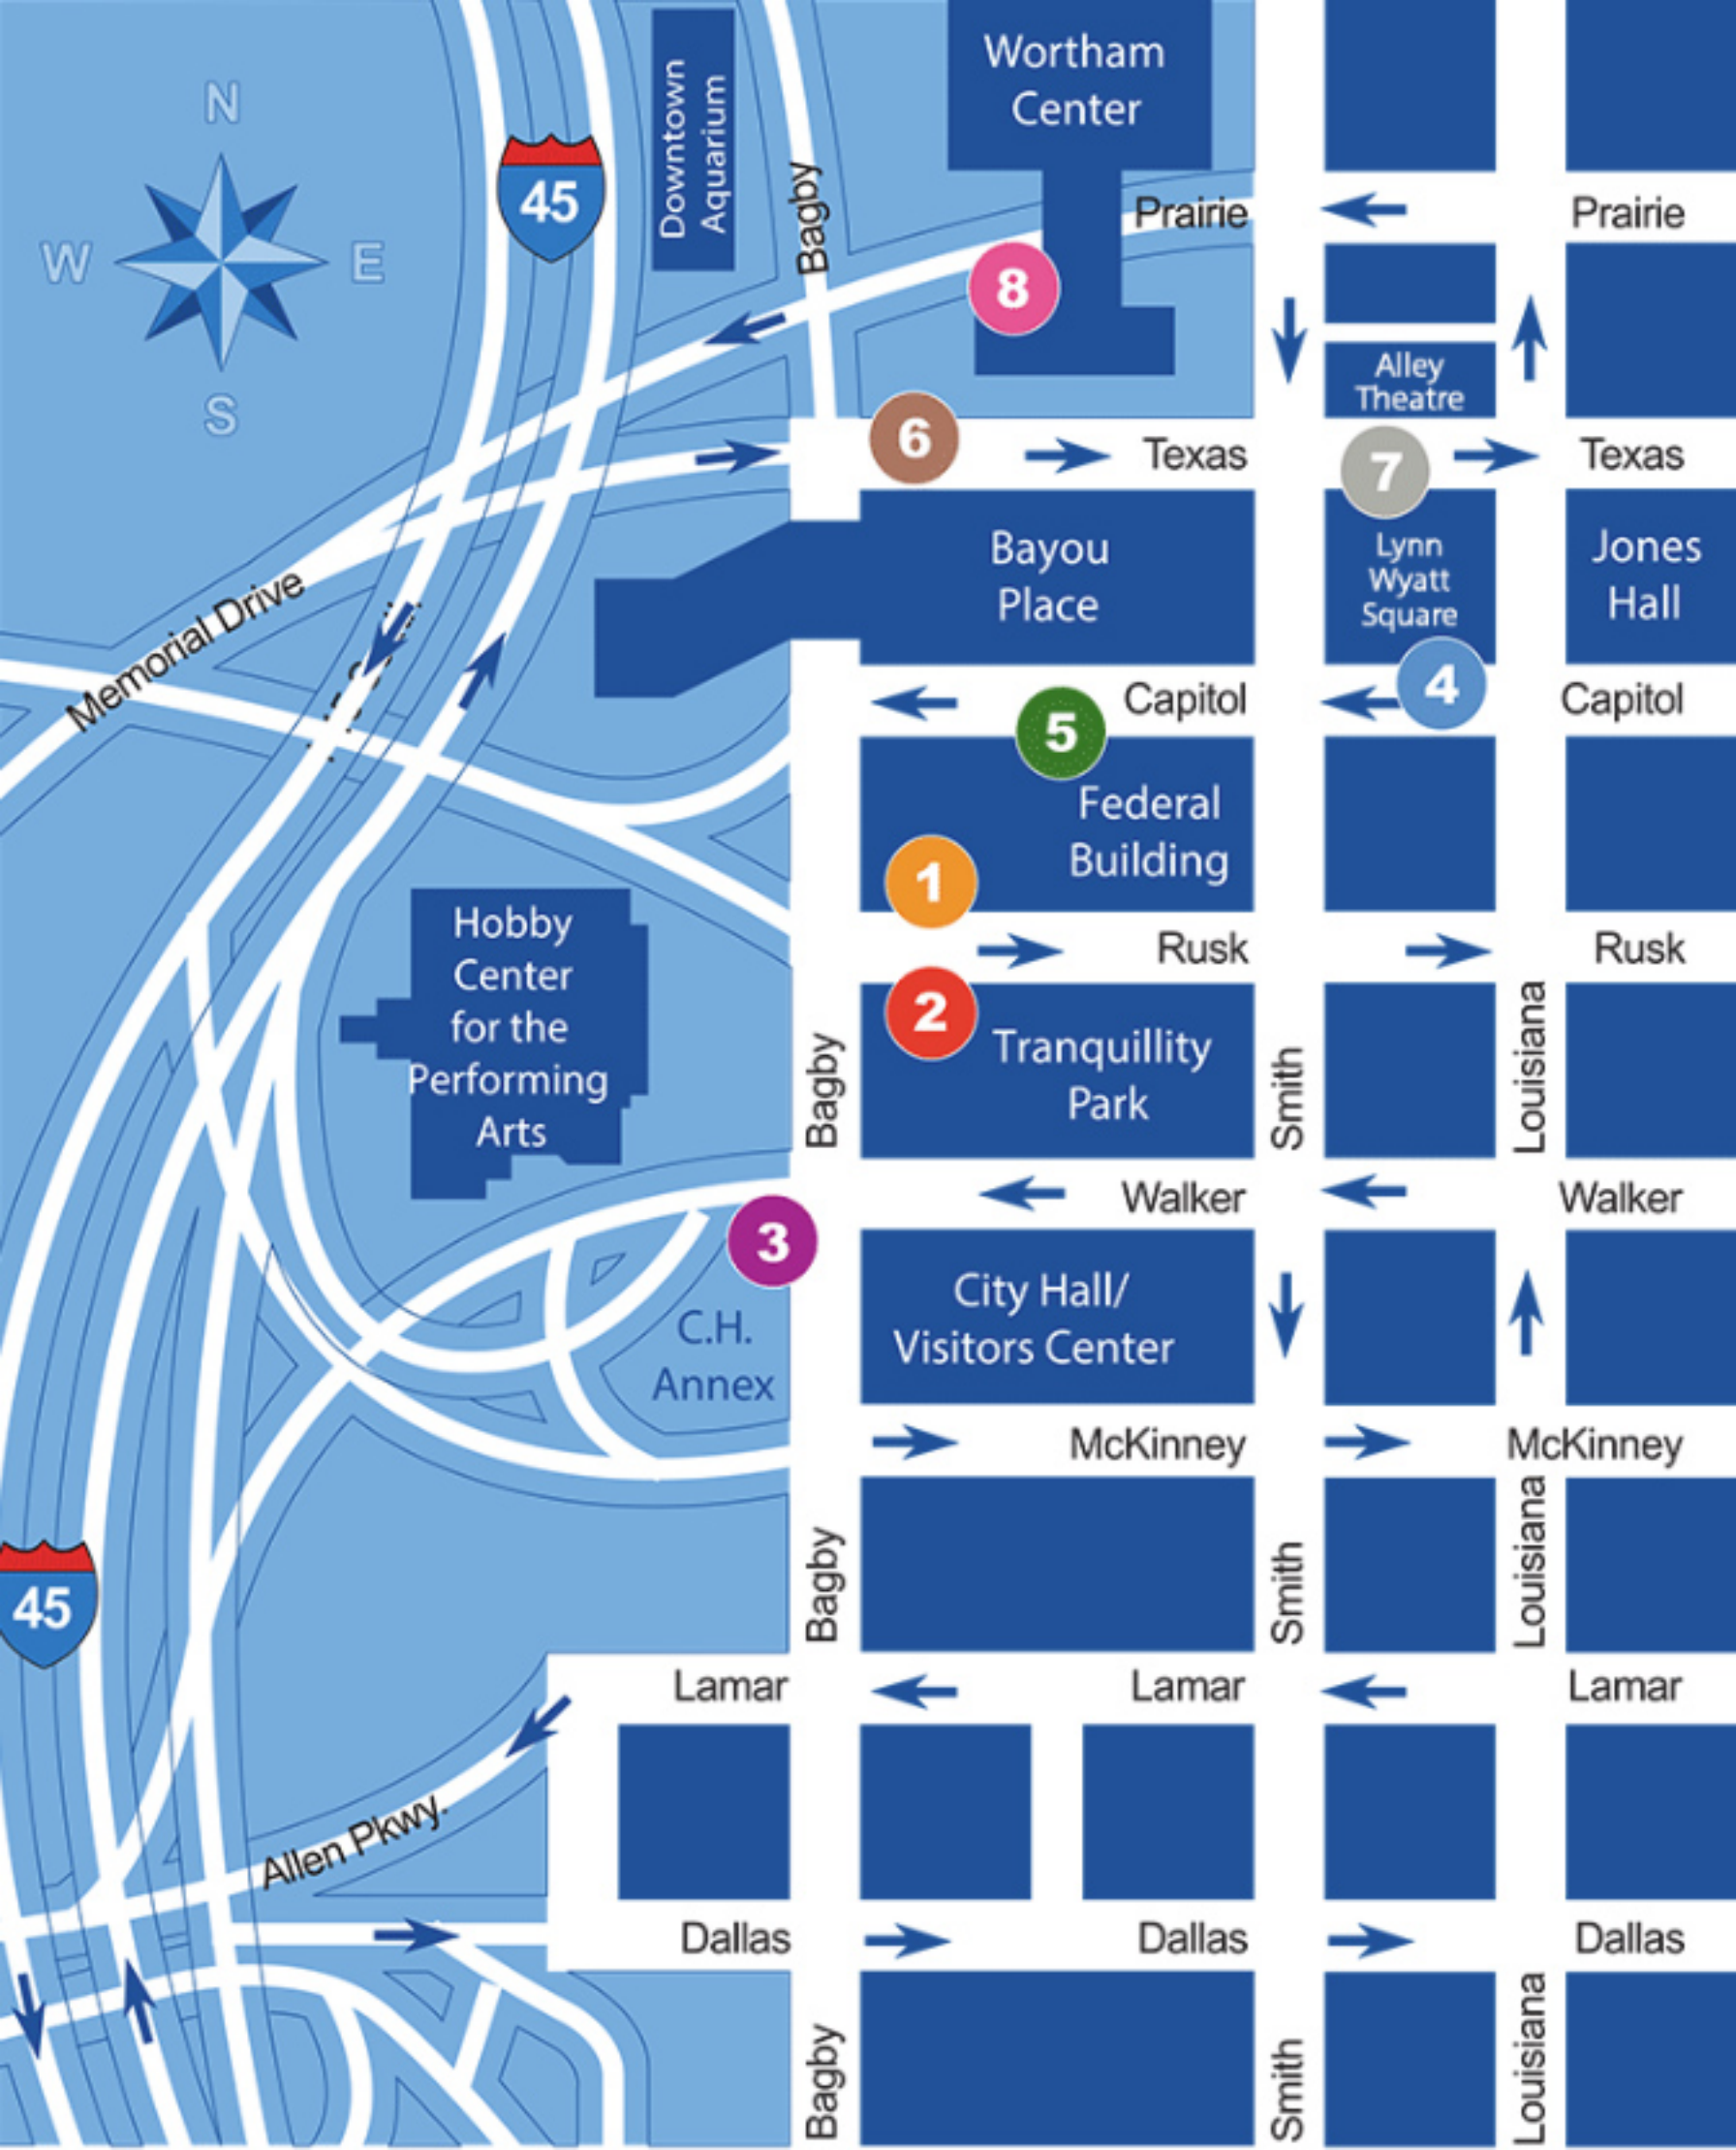 Wortham
Center
Downtown
Aquarium
N
W
E
S
45
Bagby
Prairie
Prairie
8
Alley
Theatre
6
Texas
7
Texas
Bayou
Place
Lynn
Wyatt
Square
Jones
Hall
Memorial Drive
4
Capitol
Capitol
5
Federal
Building
1
Hobby
Center
for the
Performing
Arts
Rusk
Rusk
2
Tranquillity
Park
Bagby
Smith
Louisiana
Walker
Walker
3
City Hall/
Visitors Center
C.H.
Annex
McKinney
McKinney
Bagby
Smith
Louisiana
45
Lamar
Lamar
Lamar
Allen Pkwy.
Dallas
Dallas
Dallas
Bagby
Smith
Louisiana